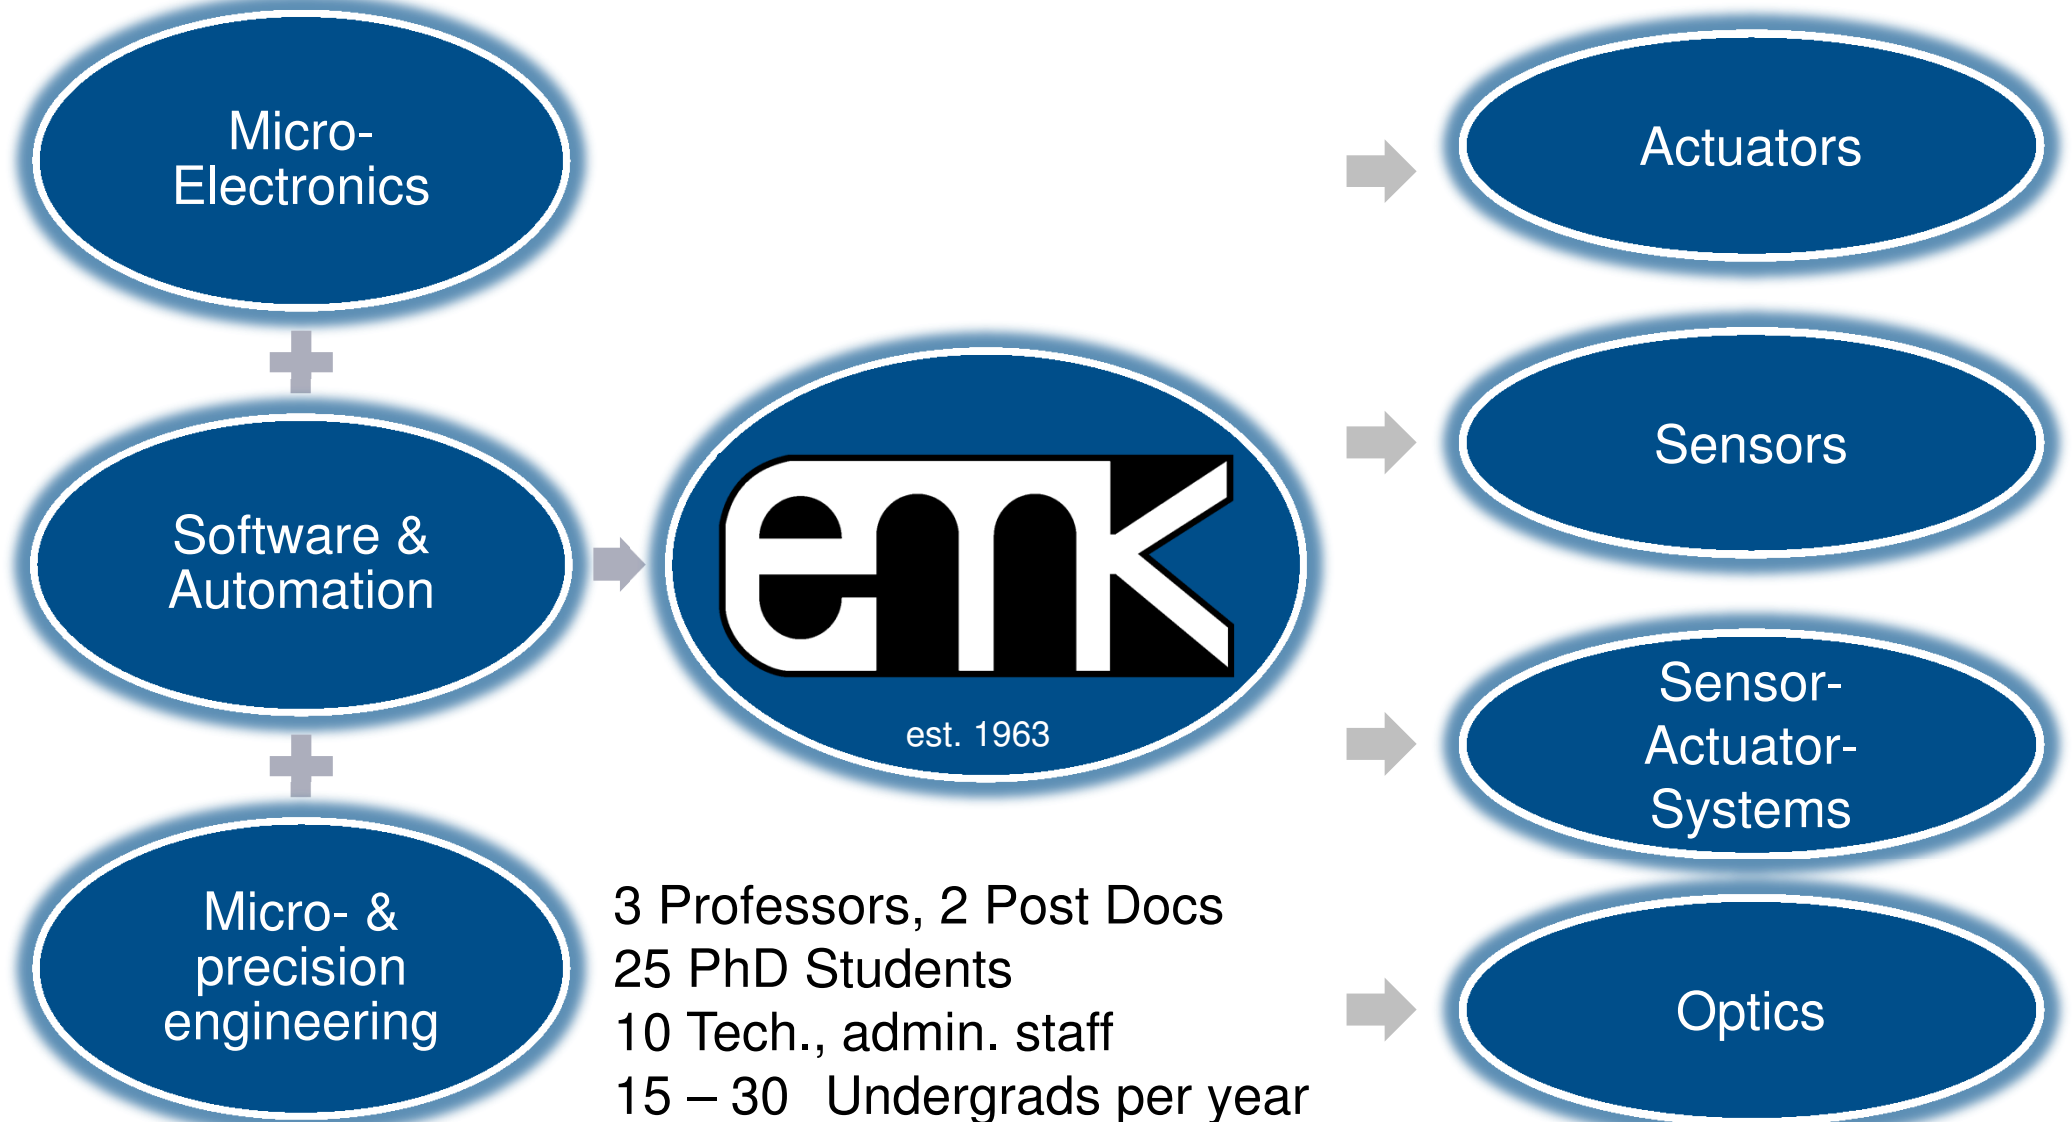 Micro-
Electronics
Software &
Automation
Micro- &
precision
engineering
emk
est. 1963
3 Professors, 2 Post Docs
25 PhD Students
10 Tech., admin. staff
15 – 30 Undergrads per year
Actuators
Sensors
Sensor-
Actuator-
Systems
Optics